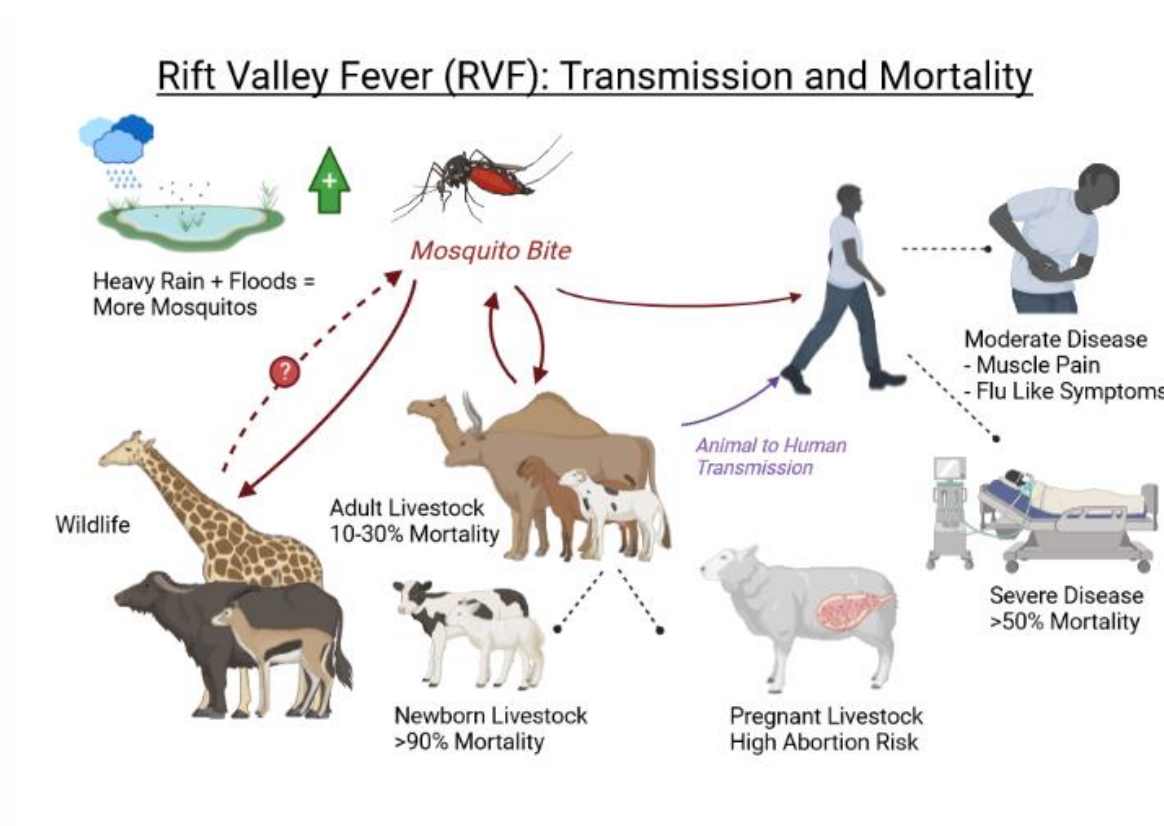 Rift Valley Fever (RVF): Transmission and Mortality
+
Heavy Rain + Floods =
More Mosquitos
Mosquito Bite
?
Moderate Disease
- Muscle Pain
- Flu Like Symptoms
Animal to Human
Transmission
Wildlife
Adult Livestock
10-30% Mortality
Severe Disease
>50% Mortality
Newborn Livestock
>90% Mortality
Pregnant Livestock
High Abortion Risk